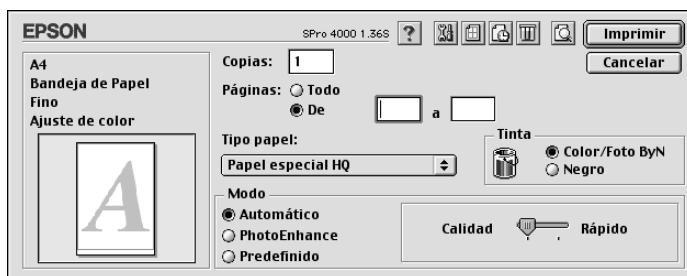 EPSON
SPro 4000 1.36S
?
Imprimir
A4
Bandeja de Papel
Fino
Ajuste de color
A
Copias: 1
Cancelar
Páginas: Todo
De a
Tipo papel:
Papel especial HQ
Tinta
Color/Foto ByN
Negro
Modo
Automático
PhotoEnhance
Predefinido
Calidad Rápido